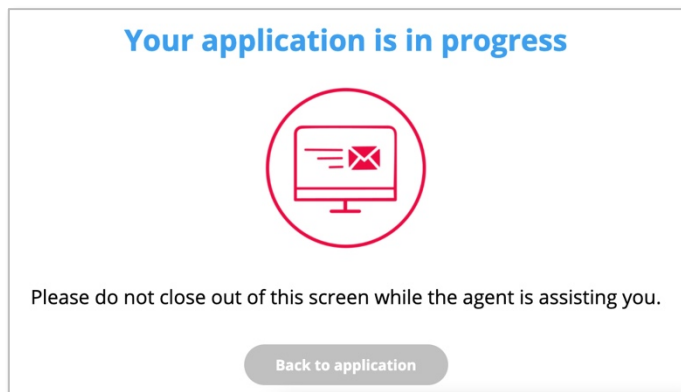 Your application is in progress
Please do not close out of this screen while the agent is assisting you.
Back to application